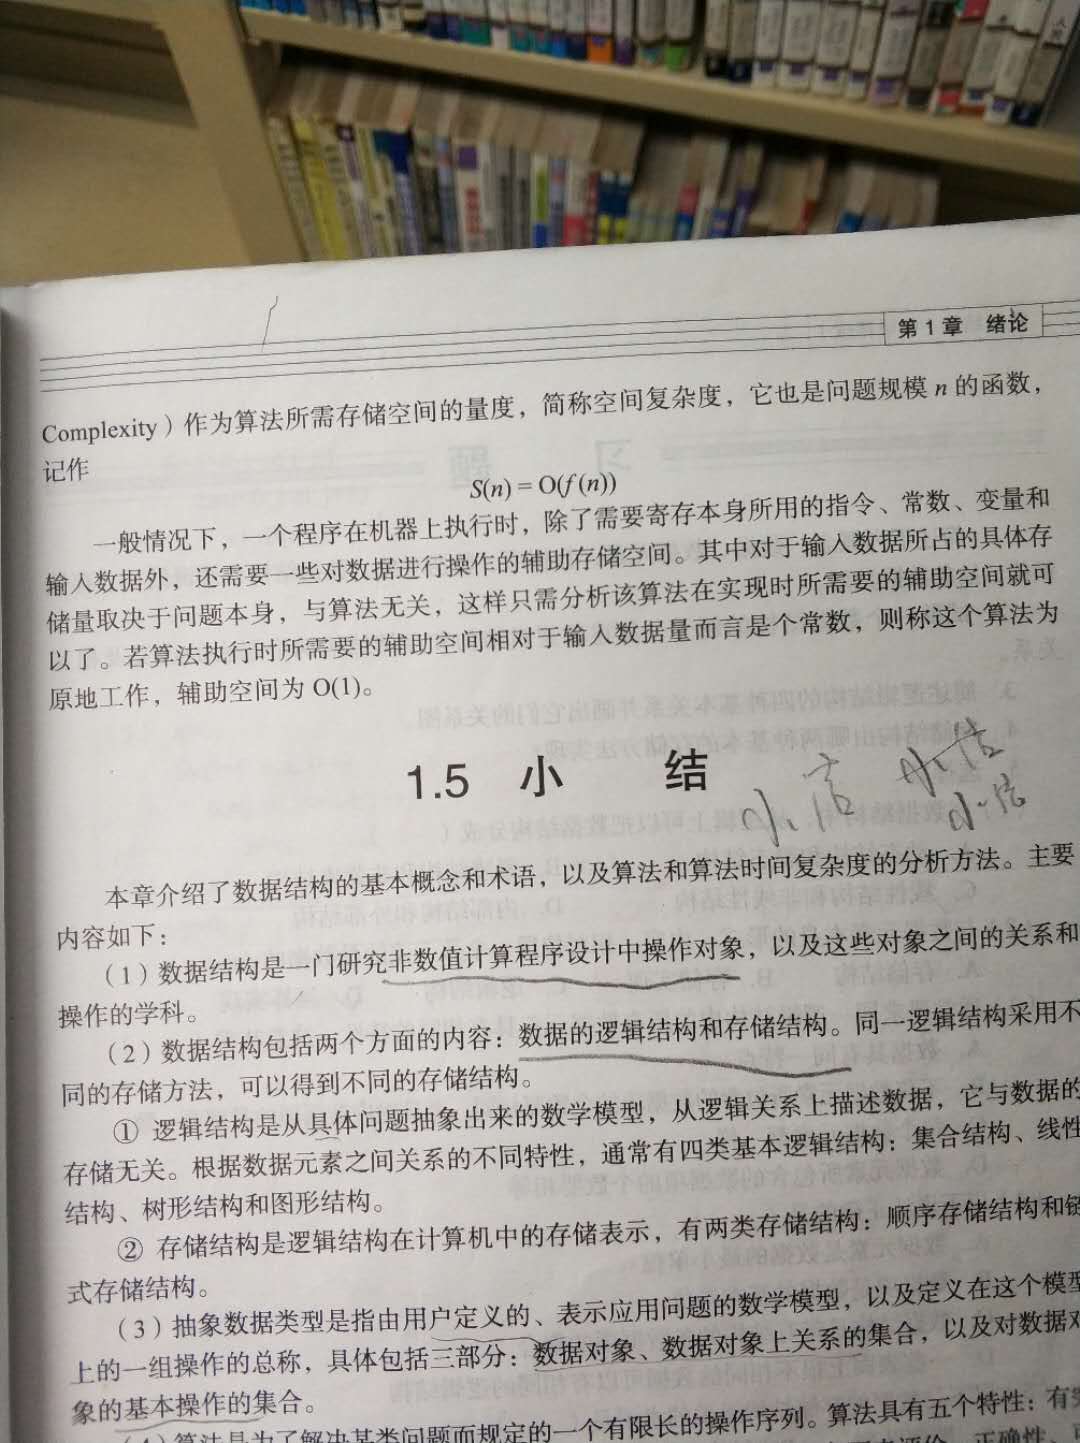 第1章 绪论
Complexity）作为算法所需存储空间的量度，简称空间复杂度，它也是问题规模 n 的函数，
记作
S(n) = O(f (n))
一般情况下，一个程序在机器上执行时，除了需要寄存本身所用的指令、常数、变量和
输入数据外，还需要一些对数据进行操作的辅助存储空间。其中对于输入数据所占的具体存
储量取决于问题本身，与算法无关，这样只需分析该算法在实现时所需要的辅助空间就可
以了。若算法执行时所需要的辅助空间相对于输入数据量而言是个常数，则称这个算法为
原地工作，辅助空间为 O(1)。
1.5 小 结
小结 小结
小结
本章介绍了数据结构的基本概念和术语，以及算法和算法时间复杂度的分析方法。主要
内容如下：
（1）数据结构是一门研究非数值计算程序设计中操作对象，以及这些对象之间的关系和
操作的学科。
（2）数据结构包括两个方面的内容：数据的逻辑结构和存储结构。同一逻辑结构采用不
同的存储方法，可以得到不同的存储结构。
① 逻辑结构是从具体问题抽象出来的数学模型，从逻辑关系上描述数据，它与数据的
存储无关。根据数据元素之间关系的不同特性，通常有四类基本逻辑结构：集合结构、线性
结构、树形结构和图形结构。
② 存储结构是逻辑结构在计算机中的存储表示，有两类存储结构：顺序存储结构和链
式存储结构。
（3）抽象数据类型是指由用户定义的、表示应用问题的数学模型，以及定义在这个模型
上的一组操作的总称，具体包括三部分：数据对象、数据对象上关系的集合，以及对数据对
象的基本操作的集合。
（4）算法是为了解决某类问题而规定的一个有限长的操作序列。算法具有五个特性：有穷
正确性、